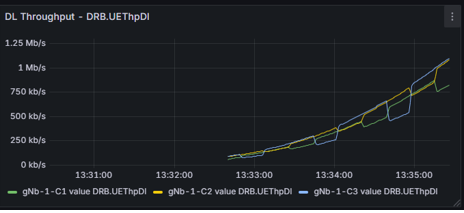 DL Throughput - DRB.UEThpDl
1.25 Mb/s
1 Mb/s
750 kb/s
500 kb/s
250 kb/s
0 kb/s
13:31:00 13:32:00 13:33:00 13:34:00 13:35:00
gNb-1-C1 value DRB.UEThpDl gNb-1-C2 value DRB.UEThpDl gNb-1-C3 value DRB.UEThpDl